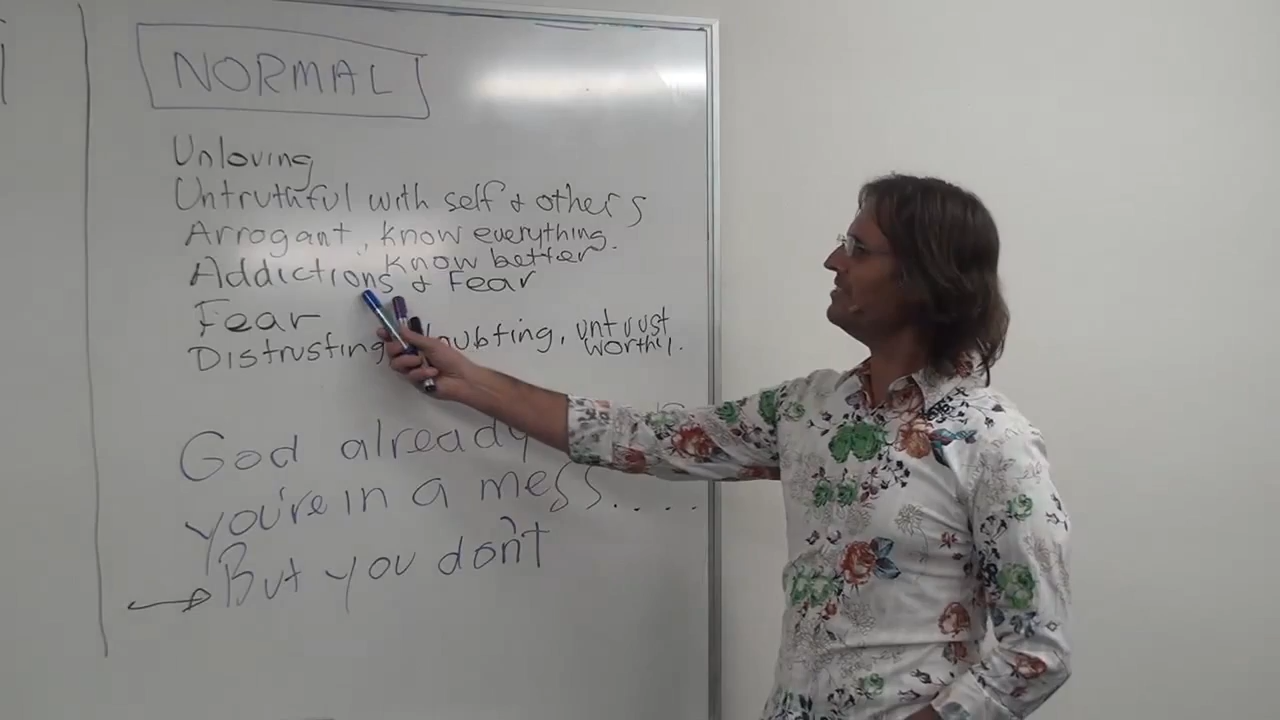 NORMAL
Unloving
Untruthful with self & others
Arrogant, know everything.
know better
Addictions & Fear
Fear
Distrusting, doubting, untrust
worthy.
God already
you're in a mess....
But you don't